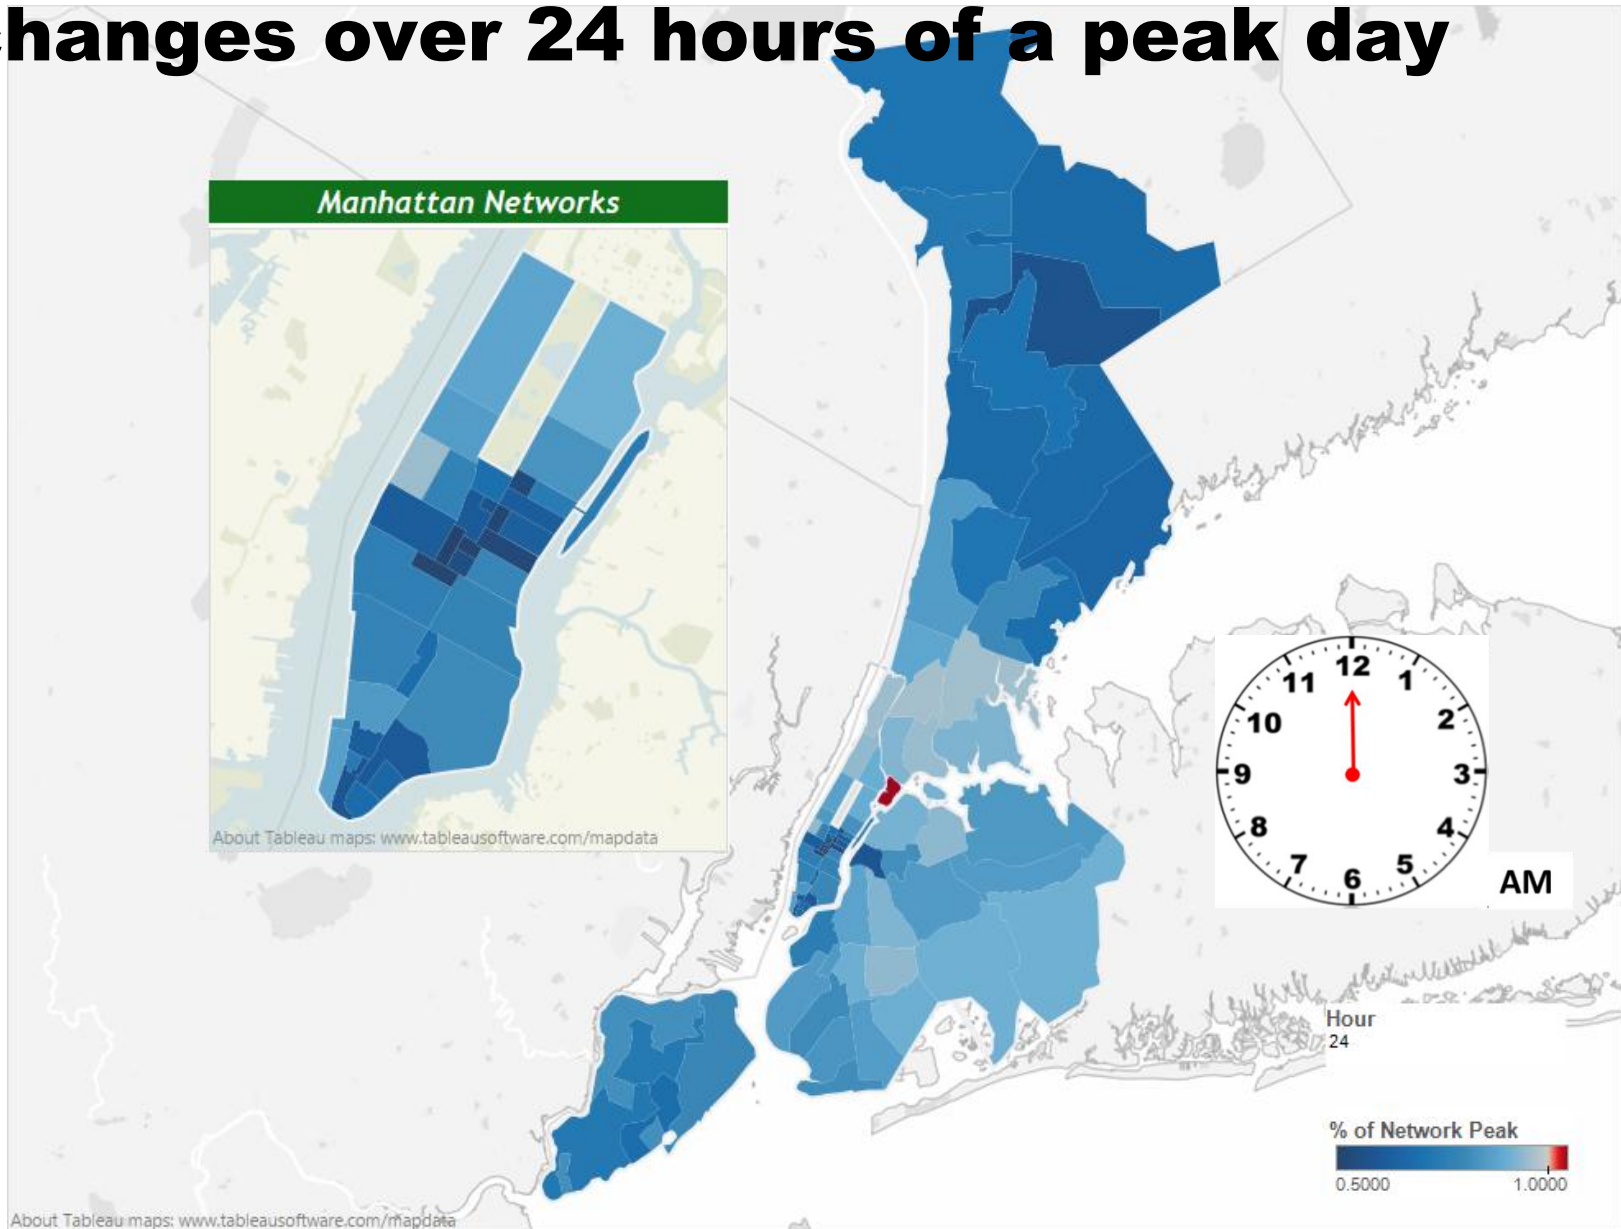 hanges over 24 hours of a peak day
Manhattan Networks
About Tableau maps: www.tableausoftware.com/mapdata
12
1
2
3
4
5
6
7
8
9
10
11
AM
Hour
24
% of Network Peak
0.5000 1.0000
About Tableau maps: www.tableausoftware.com/mapdata